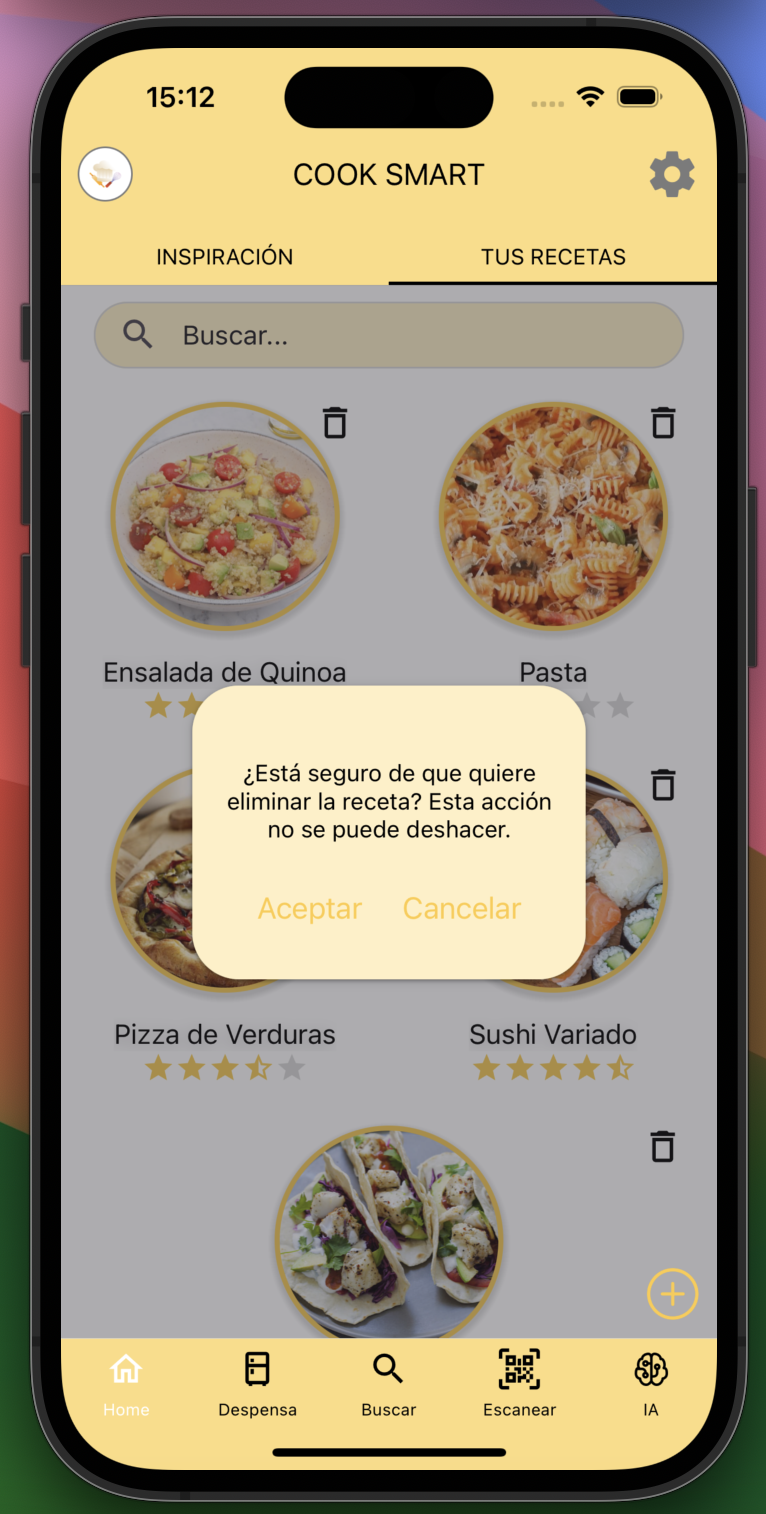 15:12
COOK SMART
INSPIRACIÓN
TUS RECETAS
Buscar...
Ensalada de Quinoa
Pasta
¿Está seguro de que quiere
eliminar la receta? Esta acción
no se puede deshacer.
Aceptar
Cancelar
Pizza de Verduras
Sushi Variado
Home
Despensa
Buscar
Escanear
IA